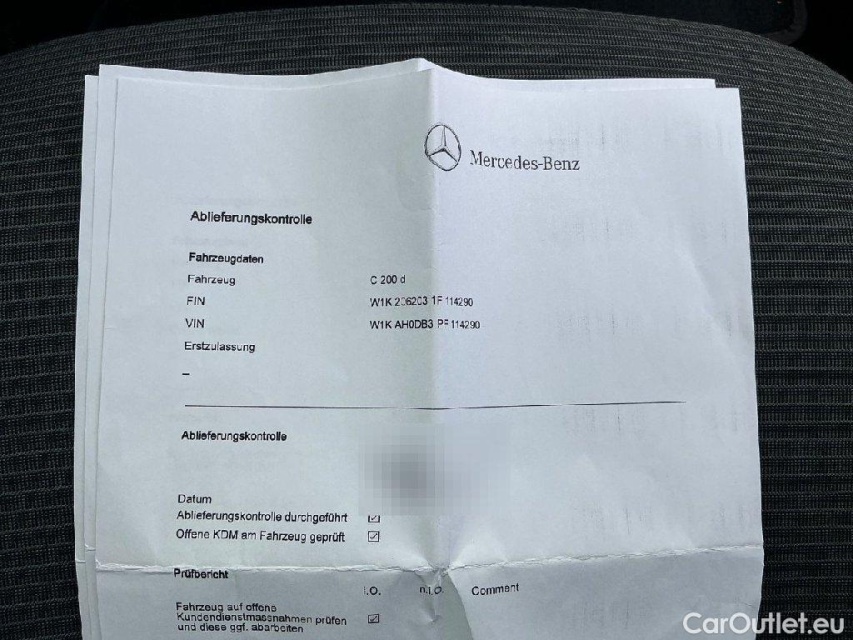 Mercedes-Benz
Ablieferungskontrolle
Fahrzeugdaten
Fahrzeug C 200 d
FIN W1K 206203 1F 114290
VIN W1K AH0DB3 PF 114290
Erstzulassung
–
Ablieferungskontrolle
Datum
Ablieferungskontrolle durchgeführt ☑
Offene KDM am Fahrzeug geprüft ☑
Prüfbericht
i.O. n.i.O. Comment
Fahrzeug auf offene
Kundendienstmassnahmen prüfen ☑
und diese ggf. abarbeiten
CarOutlet.eu